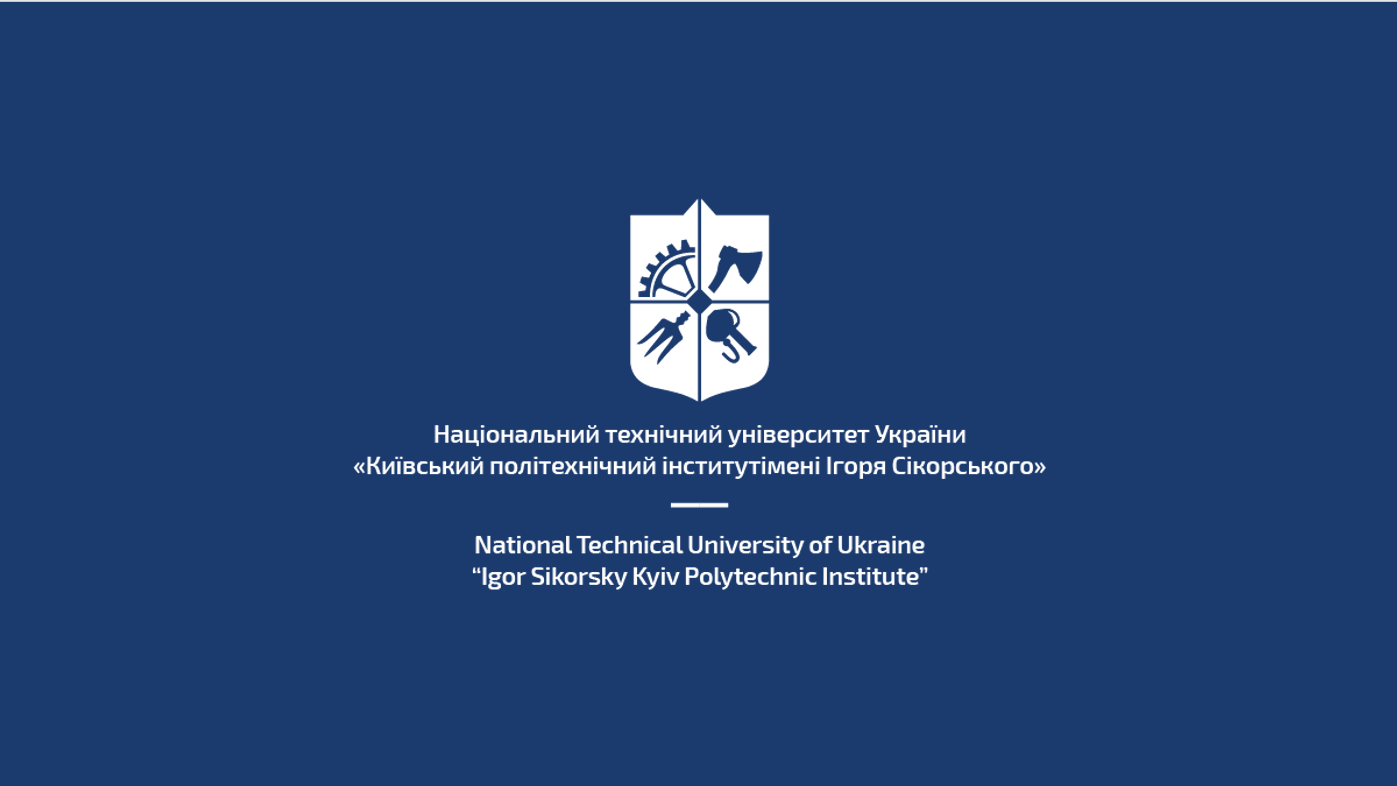 Національний технічний університет України
«Київський політехнічний інститутімені Ігоря Сікорського»
National Technical University of Ukraine
“Igor Sikorsky Kyiv Polytechnic Institute”